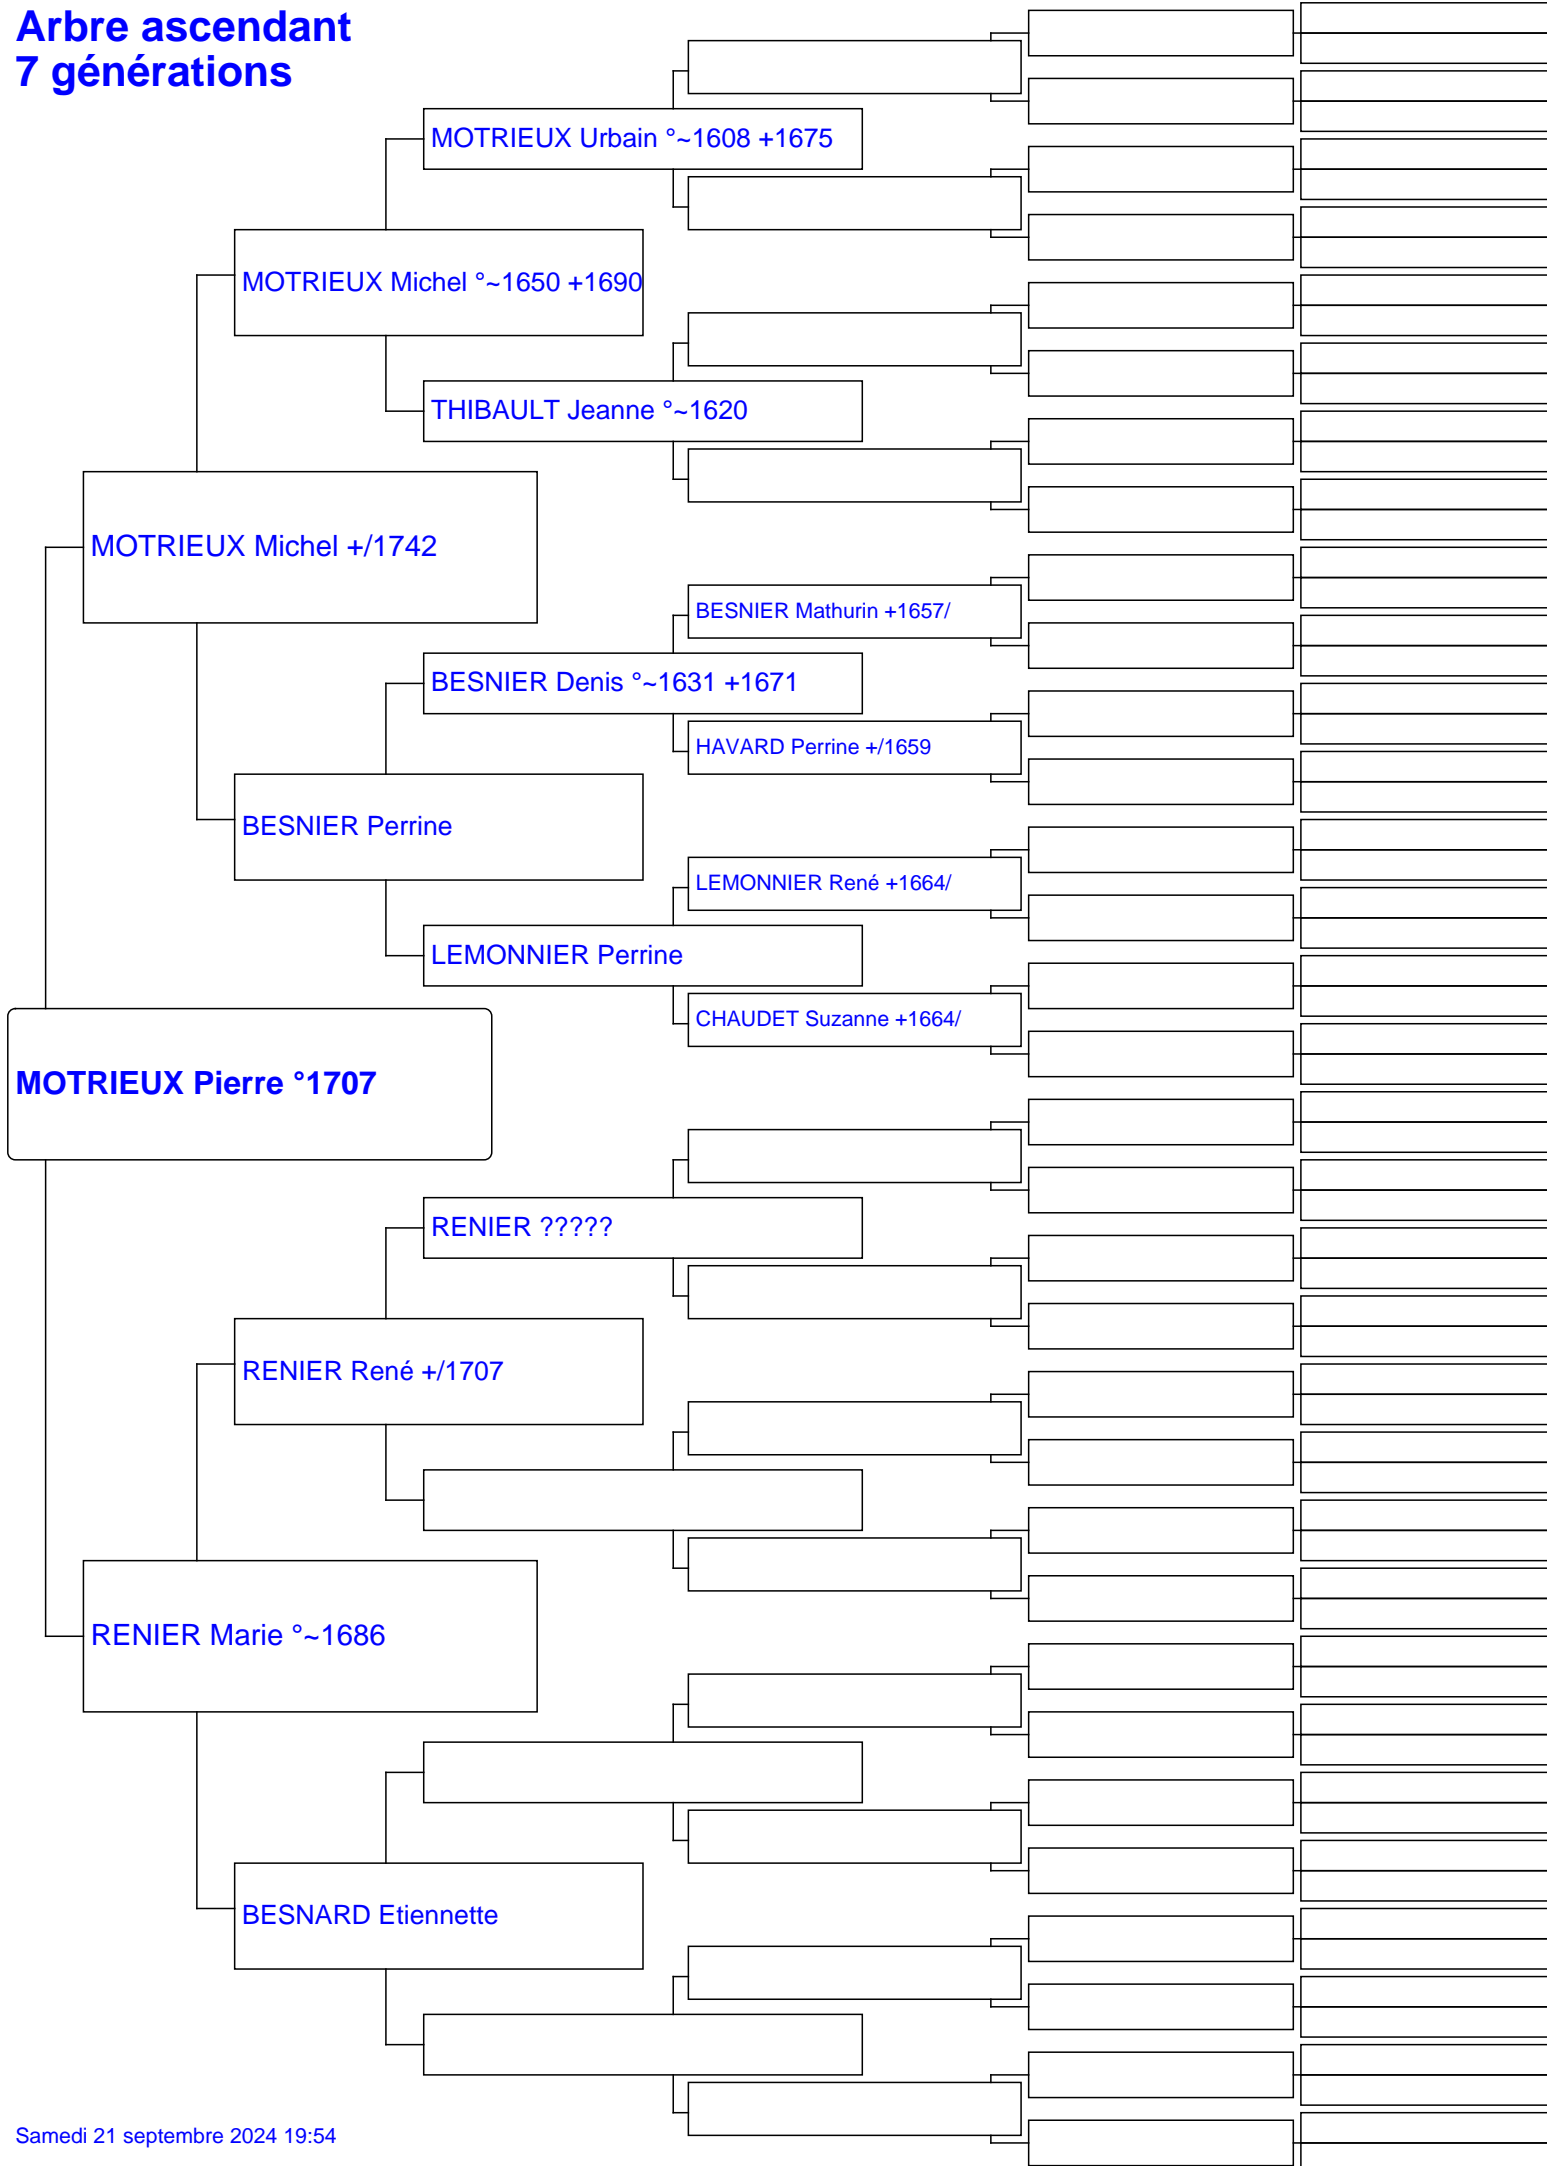 Arbre ascendant
7 générations
MOTRIEUX Urbain °~1608 +1675
MOTRIEUX Michel °~1650 +1690
THIBAULT Jeanne °~1620
MOTRIEUX Michel +/1742
BESNIER Mathurin +1657/
BESNIER Denis °~1631 +1671
HAVARD Perrine +/1659
BESNIER Perrine
LEMONNIER René +1664/
LEMONNIER Perrine
CHAUDET Suzanne +1664/
MOTRIEUX Pierre °1707
RENIER ?????
RENIER René +/1707
RENIER Marie °~1686
BESNARD Etiennette
Samedi 21 septembre 2024 19:54